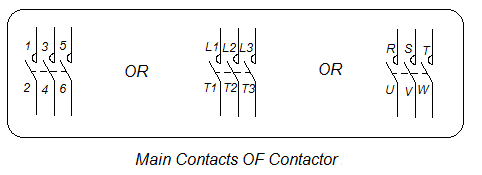 1 3 5 L1 L2 L3 R S T
OR OR
2 4 6 T1 T2 T3 U V W
Main Contacts OF Contactor